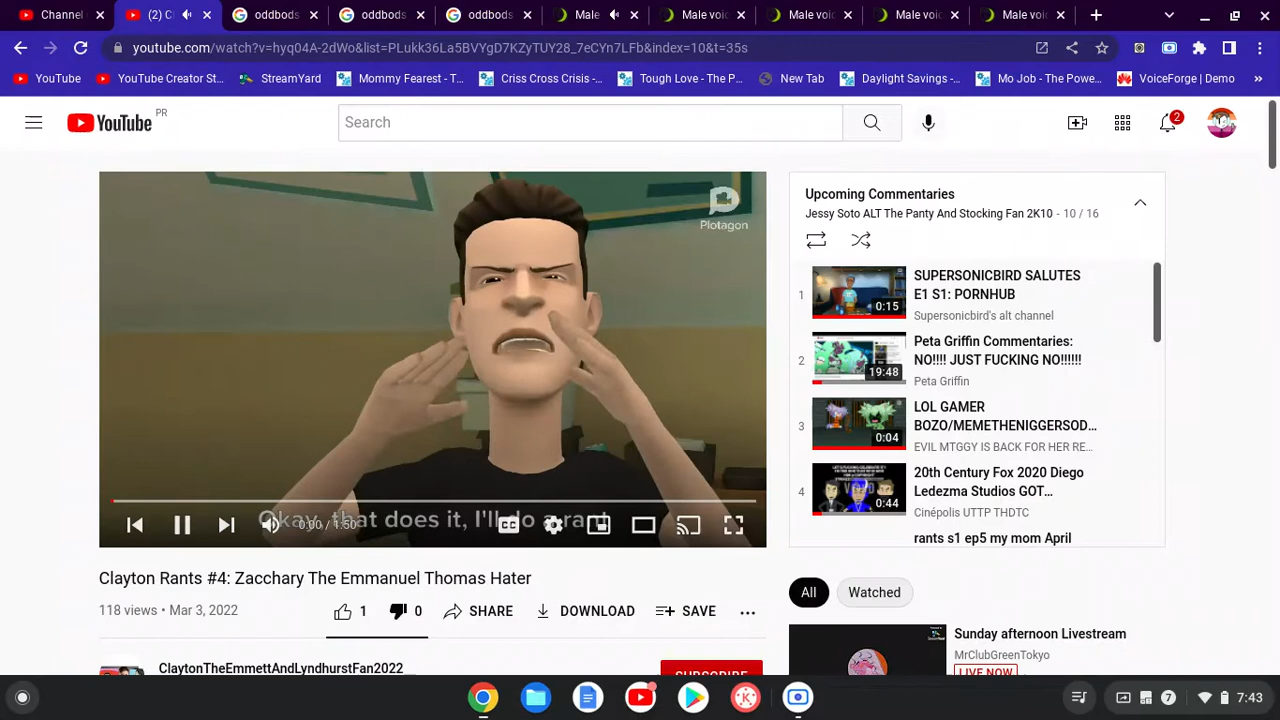 Channel
(2) C
oddbods
oddbods
oddbods
Male
Male voic
Male voic
Male voic
Male voic
youtube.com/watch?v=hyq04A-2dWo&list=PLukk36La5BVYgD7KZyTUY28_7eCYn7LFb&index=10&t=35s
YouTube
YouTube Creator St...
StreamYard
Mommy Fearest - T...
Criss Cross Crisis -...
Tough Love - The P...
New Tab
Daylight Savings -...
Mo Job - The Powe...
VoiceForge | Demo
»
YouTube PR
Search
2
Plotagon
Okay, that does it, I'll do a rant
0:00 / 1:50
CC
Clayton Rants #4: Zacchary The Emmanuel Thomas Hater
118 views • Mar 3, 2022
1
0
SHARE
DOWNLOAD
SAVE
ClaytonTheEmmettAndLyndhurstFan2022
SUBSCRIBE
Upcoming Commentaries
Jessy Soto ALT The Panty And Stocking Fan 2K10 - 10 / 16
1
0:15
SUPERSONICBIRD SALUTES
E1 S1: PORNHUB
Supersonicbird's alt channel
2
19:48
Peta Griffin Commentaries:
NO!!!! JUST FUCKING NO!!!!!!
Peta Griffin
3
0:04
LOL GAMER
BOZO/MEMETHENIGGERSOD...
EVIL MTGGY IS BACK FOR HER RE...
4
0:44
20th Century Fox 2020 Diego
Ledezma Studios GOT...
Cinépolis UTTP THDTC
rants s1 ep5 my mom April
All
Watched
Sunday afternoon Livestream
MrClubGreenTokyo
LIVE NOW
7
7:43